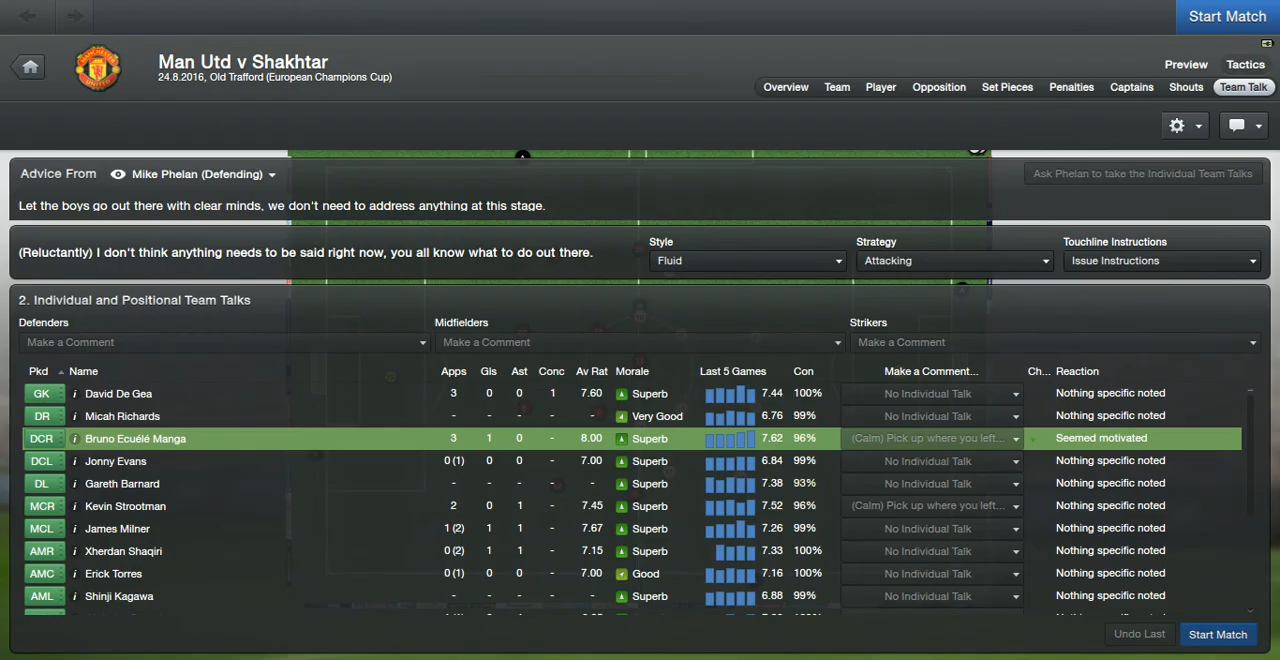 Start Match
Man Utd v Shakhtar
24.8.2016, Old Trafford (European Champions Cup)
Preview Tactics
Overview Team Player Opposition Set Pieces Penalties Captains Shouts Team Talk
Advice From Mike Phelan (Defending) Ask Phelan to take the Individual Team Talks
Let the boys go out there with clear minds, we don't need to address anything at this stage.
Style Strategy Touchline Instructions
(Reluctantly) I don't think anything needs to be said right now, you all know what to do out there. Fluid Attacking Issue Instructions
2. Individual and Positional Team Talks
Defenders Midfielders Strikers
Make a Comment Make a Comment Make a Comment
Pkd Name Apps Gls Ast Conc Av Rat Morale Last 5 Games Con Make a Comment... Ch... Reaction
GK i David De Gea 3 0 0 1 7.60 Superb 7.44 100% No Individual Talk Nothing specific noted
DR i Micah Richards - - - - - Very Good 6.76 99% No Individual Talk Nothing specific noted
DCR i Bruno Ecuélé Manga 3 1 0 - 8.00 Superb 7.62 96% (Calm) Pick up where you left... Seemed motivated
DCL i Jonny Evans 0 (1) 0 0 - 7.00 Superb 6.84 99% No Individual Talk Nothing specific noted
DL i Gareth Barnard - - - - - Superb 7.38 93% No Individual Talk Nothing specific noted
MCR i Kevin Strootman 2 0 1 - 7.45 Superb 7.52 96% (Calm) Pick up where you left... Nothing specific noted
MCL i James Milner 1 (2) 1 1 - 7.67 Superb 7.26 99% No Individual Talk Nothing specific noted
AMR i Xherdan Shaqiri 0 (2) 1 1 - 7.15 Superb 7.33 100% No Individual Talk Nothing specific noted
AMC i Erick Torres 0 (1) 0 0 - 7.00 Good 7.16 100% No Individual Talk Nothing specific noted
AML i Shinji Kagawa - - - - - Superb 6.88 99% No Individual Talk Nothing specific noted
Undo Last Start Match